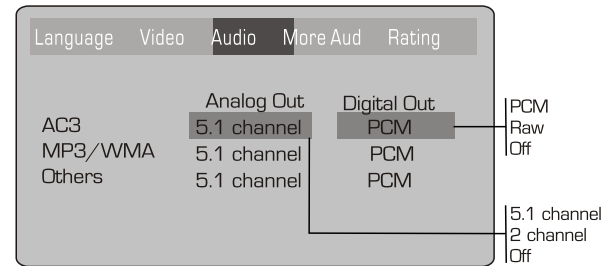 Language Video Audio More Aud Rating
Analog Out Digital Out
AC3 5.1 channel PCM
MP3/WMA 5.1 channel PCM
Others 5.1 channel PCM
PCM
Raw
Off
5.1 channel
2 channel
Off